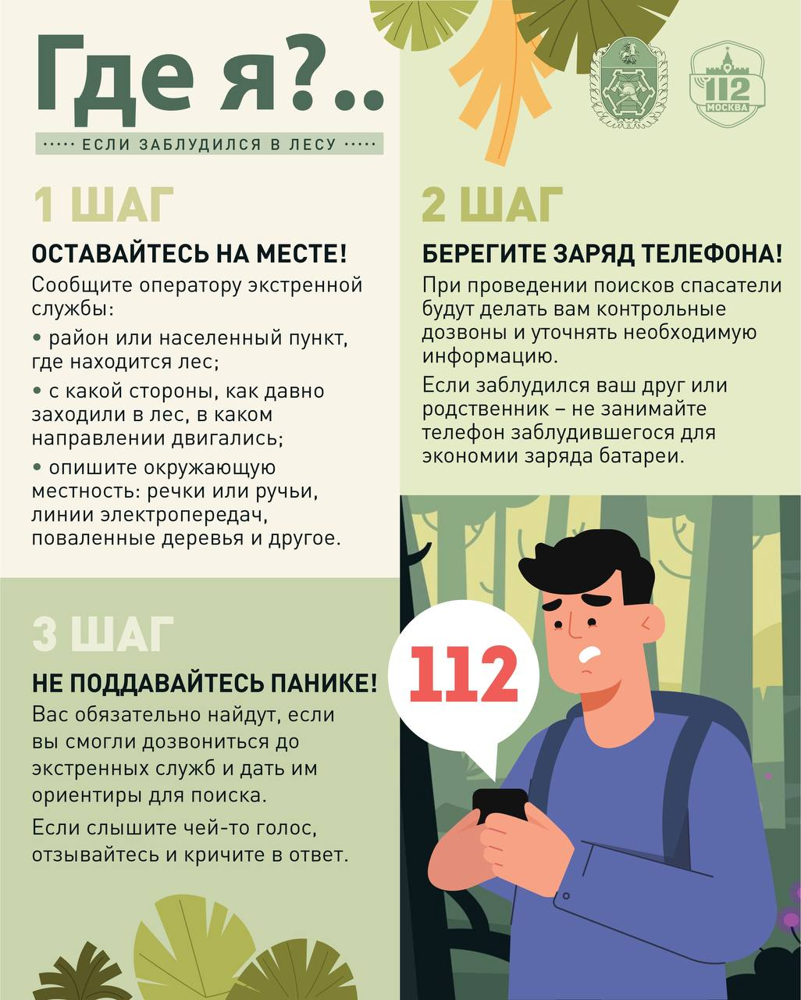 Где я?..
····· ЕСЛИ ЗАБЛУДИЛСЯ В ЛЕСУ ·····
112
МОСКВА
1 ШАГ
ОСТАВАЙТЕСЬ НА МЕСТЕ!
Сообщите оператору экстренной
службы:
• район или населенный пункт,
где находится лес;
• с какой стороны, как давно
заходили в лес, в каком
направлении двигались;
• опишите окружающую
местность: речки или ручьи,
линии электропередач,
поваленные деревья и другое.
2 ШАГ
БЕРЕГИТЕ ЗАРЯД ТЕЛЕФОНА!
При проведении поисков спасатели
будут делать вам контрольные
дозвоны и уточнять необходимую
информацию.
Если заблудился ваш друг или
родственник – не занимайте
телефон заблудившегося для
экономии заряда батареи.
3 ШАГ
НЕ ПОДДАВАЙТЕСЬ ПАНИКЕ!
Вас обязательно найдут, если
вы смогли дозвониться до
экстренных служб и дать им
ориентиры для поиска.
Если слышите чей-то голос,
отзывайтесь и кричите в ответ.
112